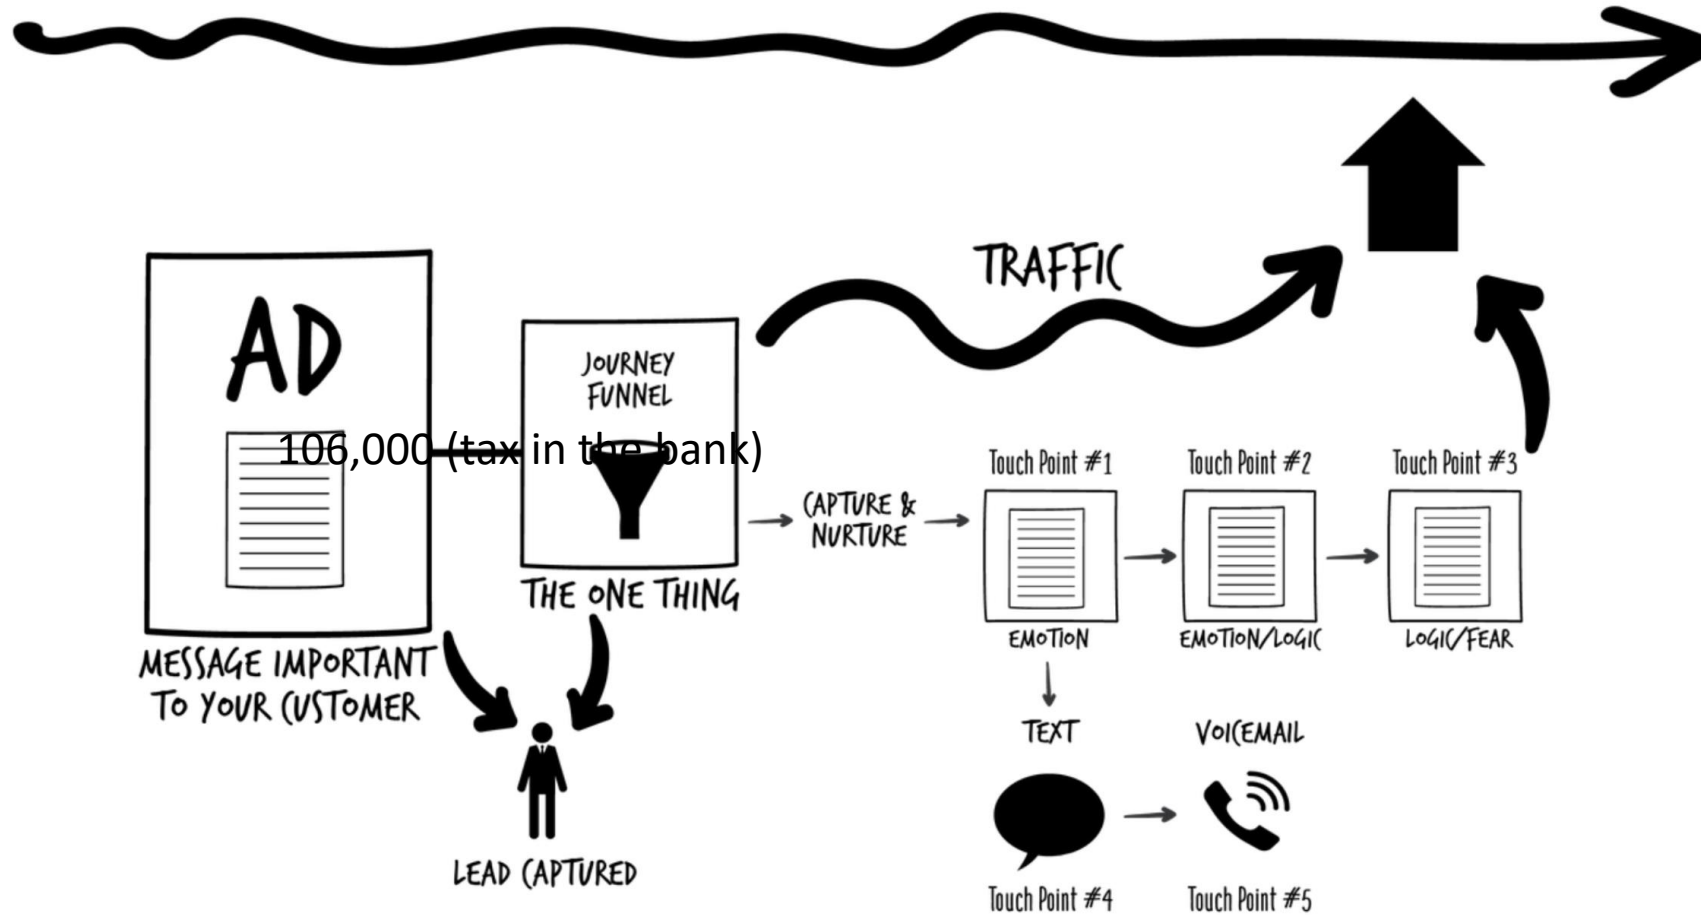 AD
106,000 (tax in the bank)
MESSAGE IMPORTANT
TO YOUR CUSTOMER
JOURNEY
FUNNEL
THE ONE THING
LEAD CAPTURED
TRAFFIC
CAPTURE &
NURTURE
Touch Point #1
EMOTION
Touch Point #2
EMOTION/LOGIC
Touch Point #3
LOGIC/FEAR
TEXT
Touch Point #4
VOICEMAIL
Touch Point #5